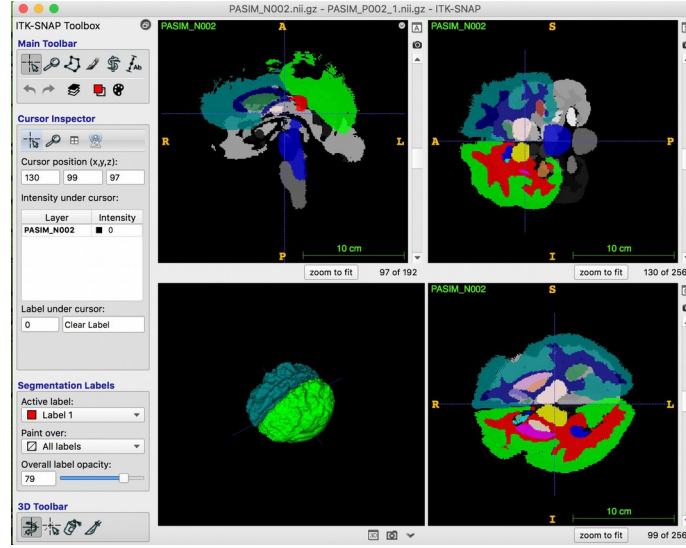 PASIM_N002.nii.gz - PASIM_P002_1.nii.gz - ITK-SNAP
ITK-SNAP Toolbox
Main Toolbar
Cursor Inspector
Cursor position (x,y,z):
130 99 97
Intensity under cursor:
Layer Intensity
PASIM_N002 0
Label under cursor:
0 Clear Label
Segmentation Labels
Active label:
Label 1
Paint over:
All labels
Overall label opacity:
79
3D Toolbar
PASIM_N002
A
R
L
P
10 cm
zoom to fit 97 of 192
PASIM_N002
S
A
P
I
10 cm
zoom to fit 130 of 256
PASIM_N002
S
R
L
I
10 cm
zoom to fit 99 of 256